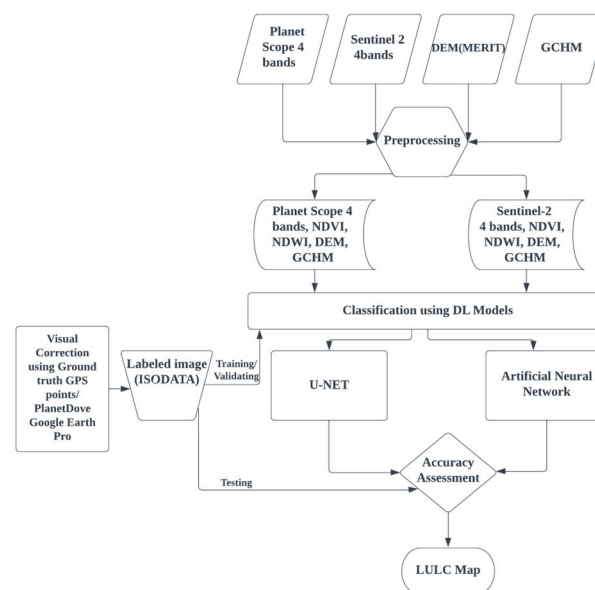 Planet
Scope 4
bands
Sentinel 2
4bands
DEM(MERIT)
GCHM
Preprocessing
Planet Scope 4
bands, NDVI,
NDWI, DEM,
GCHM
Sentinel-2
4 bands, NDVI,
NDWI, DEM,
GCHM
Classification using DL Models
Visual
Correction
using Ground
truth GPS
points/
PlanetDove
Google Earth
Pro
Labeled image
(ISODATA)
Training/
Validating
U-NET
Artificial Neural
Network
Accuracy
Assessment
Testing
LULC Map